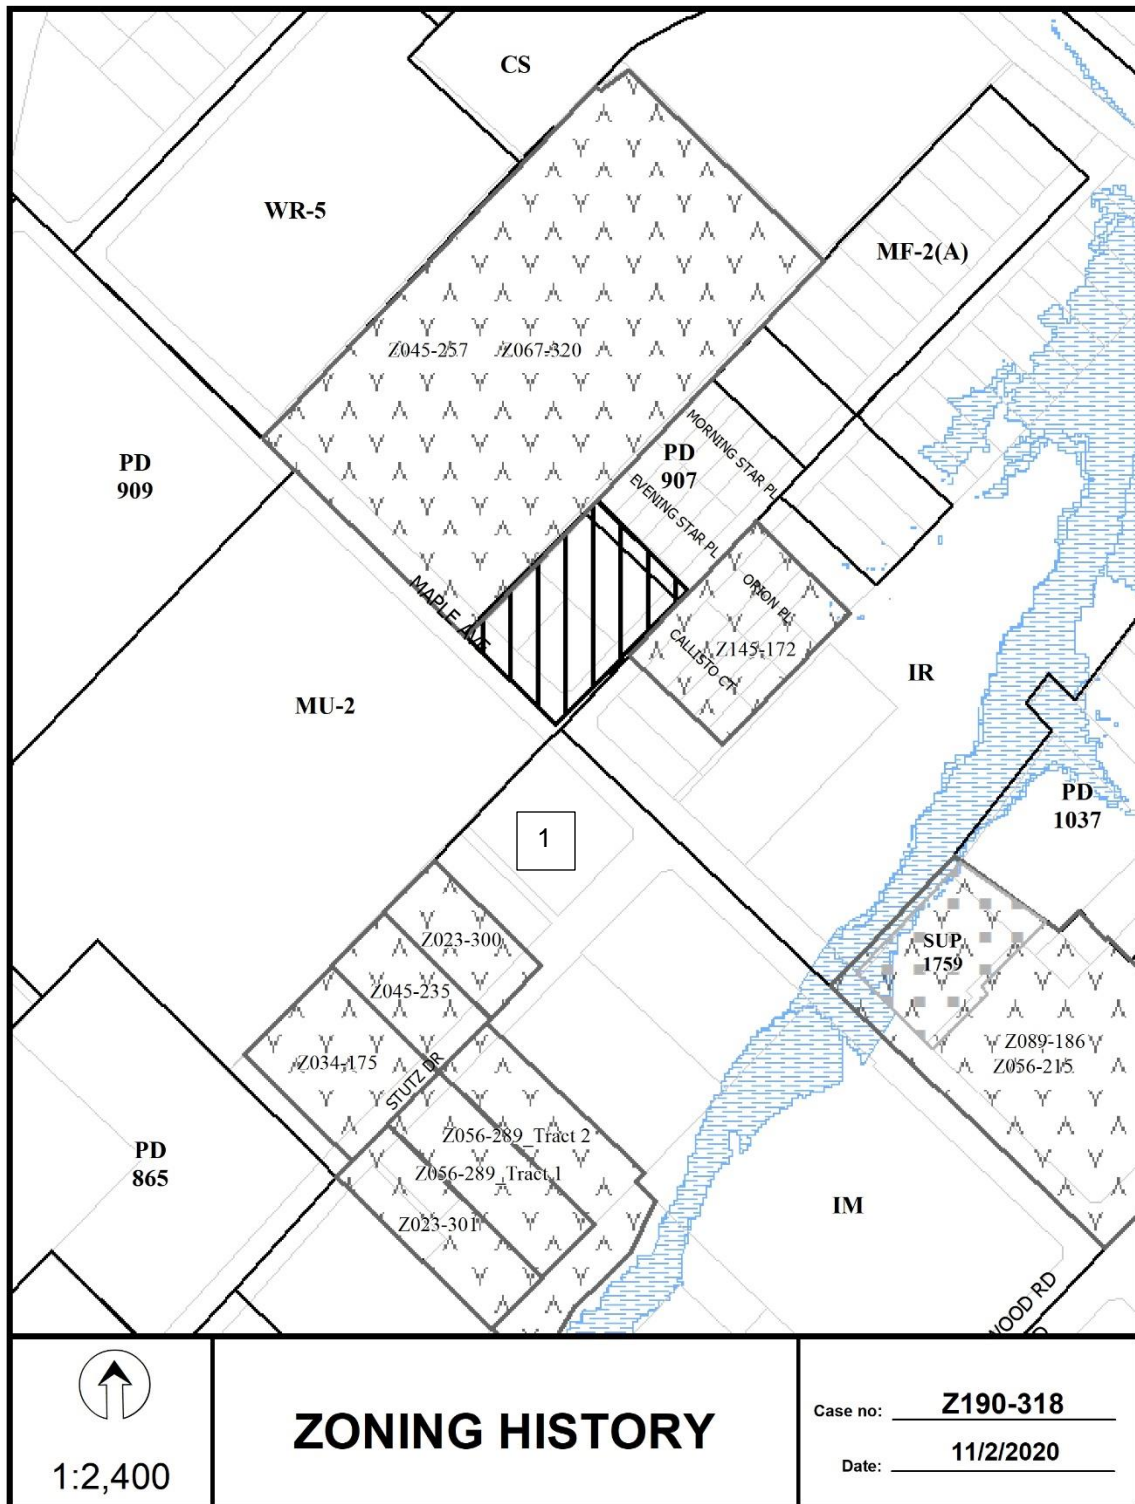 CS
WR-5
MF-2(A)
Z045-257
Z067-320
PD
909
PD
907
MORNING STAR PL
EVENING STAR PL
ORION PL
CALLISTO CT
Z145-172
MAPLE AVE
IR
MU-2
PD
1037
1
Z023-300
SUP
1759
Z045-235
Z034-175
Z089-186
Z056-215
STUTZ DR
Z056-289_Tract 2
PD
865
Z056-289_Tract 1
Z023-301
IM
WOOD RD
1:2,400
ZONING HISTORY
Case no: Z190-318
Date: 11/2/2020